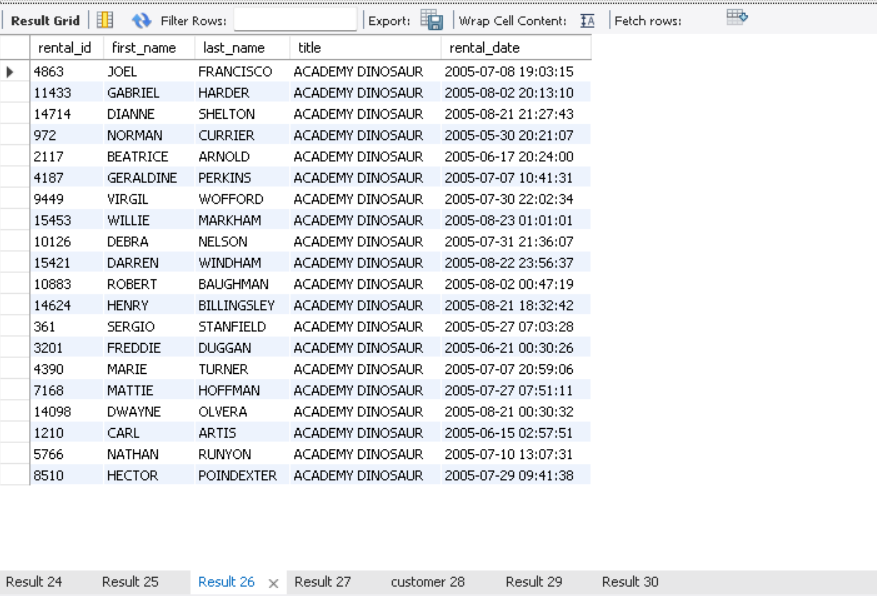 Result Grid Filter Rows: Export: Wrap Cell Content: Fetch rows:
rental_id first_name last_name title rental_date
4863 JOEL FRANCISCO ACADEMY DINOSAUR 2005-07-08 19:03:15
11433 GABRIEL HARDER ACADEMY DINOSAUR 2005-08-02 20:13:10
14714 DIANNE SHELTON ACADEMY DINOSAUR 2005-08-21 21:27:43
972 NORMAN CURRIER ACADEMY DINOSAUR 2005-05-30 20:21:07
2117 BEATRICE ARNOLD ACADEMY DINOSAUR 2005-06-17 20:24:00
4187 GERALDINE PERKINS ACADEMY DINOSAUR 2005-07-07 10:41:31
9449 VIRGIL WOFFORD ACADEMY DINOSAUR 2005-07-30 22:02:34
15453 WILLIE MARKHAM ACADEMY DINOSAUR 2005-08-23 01:01:01
10126 DEBRA NELSON ACADEMY DINOSAUR 2005-07-31 21:36:07
15421 DARREN WINDHAM ACADEMY DINOSAUR 2005-08-22 23:56:37
10883 ROBERT BAUGHMAN ACADEMY DINOSAUR 2005-08-02 00:47:19
14624 HENRY BILLINGSLEY ACADEMY DINOSAUR 2005-08-21 18:32:42
361 SERGIO STANFIELD ACADEMY DINOSAUR 2005-05-27 07:03:28
3201 FREDDIE DUGGAN ACADEMY DINOSAUR 2005-06-21 00:30:26
4390 MARIE TURNER ACADEMY DINOSAUR 2005-07-07 20:59:06
7168 MATTIE HOFFMAN ACADEMY DINOSAUR 2005-07-27 07:51:11
14098 DWAYNE OLVERA ACADEMY DINOSAUR 2005-08-21 00:30:32
1210 CARL ARTIS ACADEMY DINOSAUR 2005-06-15 02:57:51
5766 NATHAN RUNYON ACADEMY DINOSAUR 2005-07-10 13:07:31
8510 HECTOR POINDEXTER ACADEMY DINOSAUR 2005-07-29 09:41:38
Result 24 Result 25 Result 26 Result 27 customer 28 Result 29 Result 30